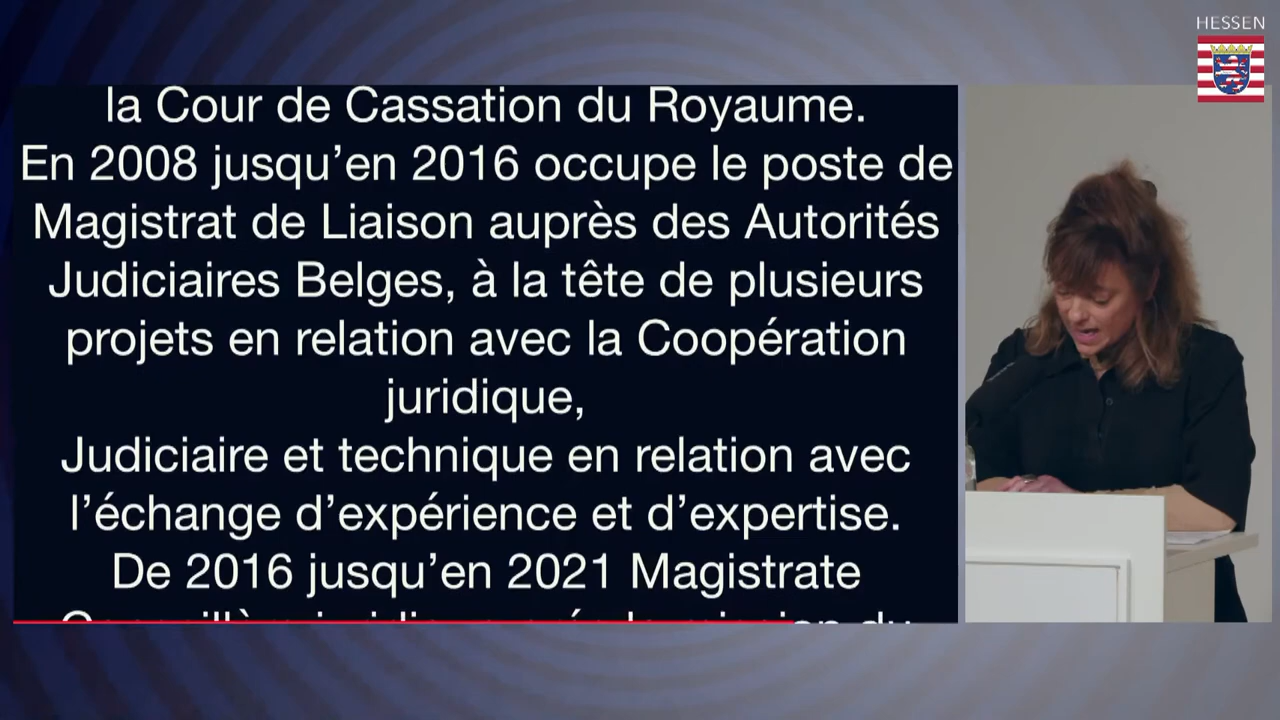 HESSEN
la Cour de Cassation du Royaume.
En 2008 jusqu’en 2016 occupe le poste de
Magistrat de Liaison auprès des Autorités
Judiciaires Belges, à la tête de plusieurs
projets en relation avec la Coopération
juridique,
Judiciaire et technique en relation avec
l’échange d’expérience et d’expertise.
De 2016 jusqu’en 2021 Magistrate